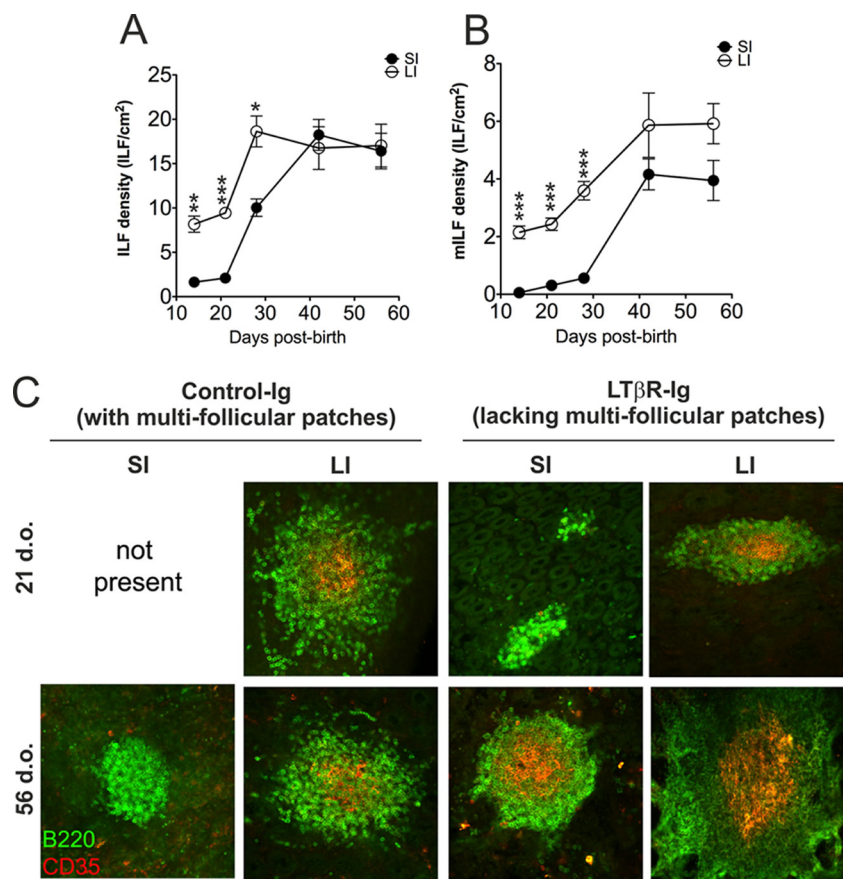 A
SI
LI
ILF density (ILF/cm²)
25
20
15
10
5
0
**
***
*
10 20 30 40 50 60
Days post-birth
B
SI
LI
mILF density (ILF/cm²)
8
6
4
2
0
***
***
***
10 20 30 40 50 60
Days post-birth
C
Control-Ig
(with multi-follicular patches)
LTβR-Ig
(lacking multi-follicular patches)
SI LI SI LI
21 d.o.
not
present
56 d.o.
B220
CD35